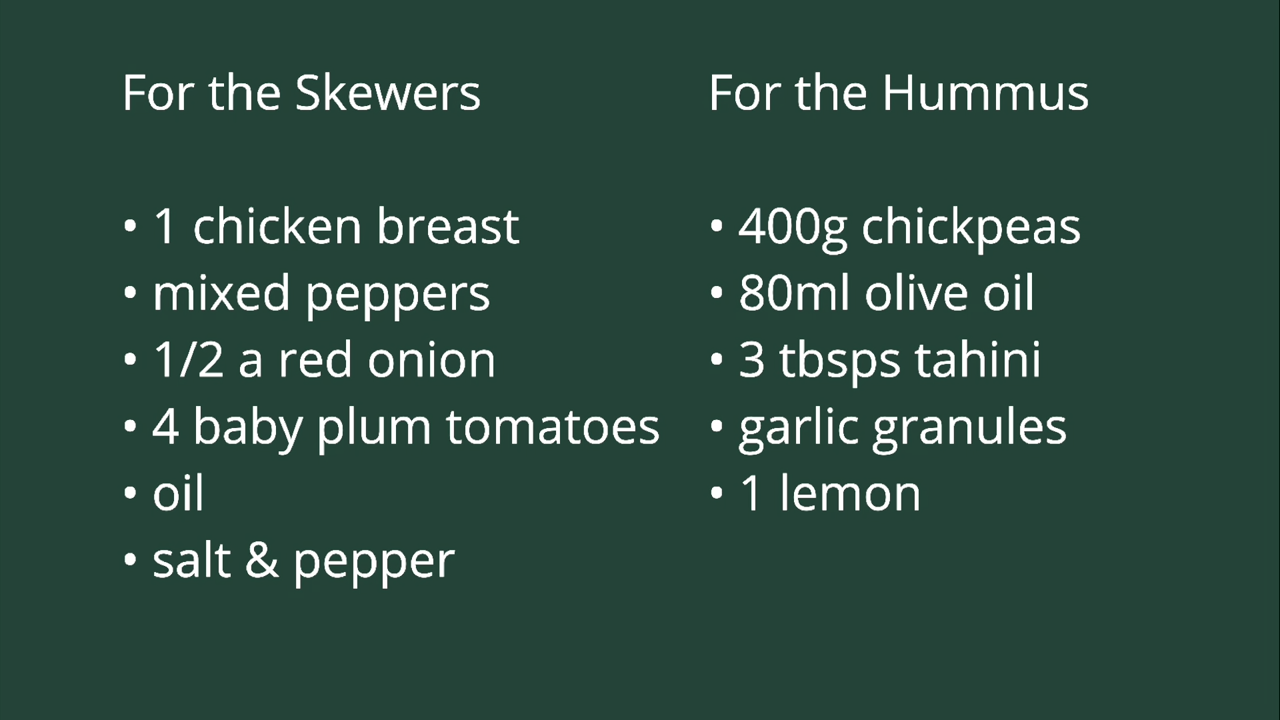 For the Skewers
• 1 chicken breast
• mixed peppers
• 1/2 a red onion
• 4 baby plum tomatoes
• oil
• salt & pepper
For the Hummus
• 400g chickpeas
• 80ml olive oil
• 3 tbsps tahini
• garlic granules
• 1 lemon